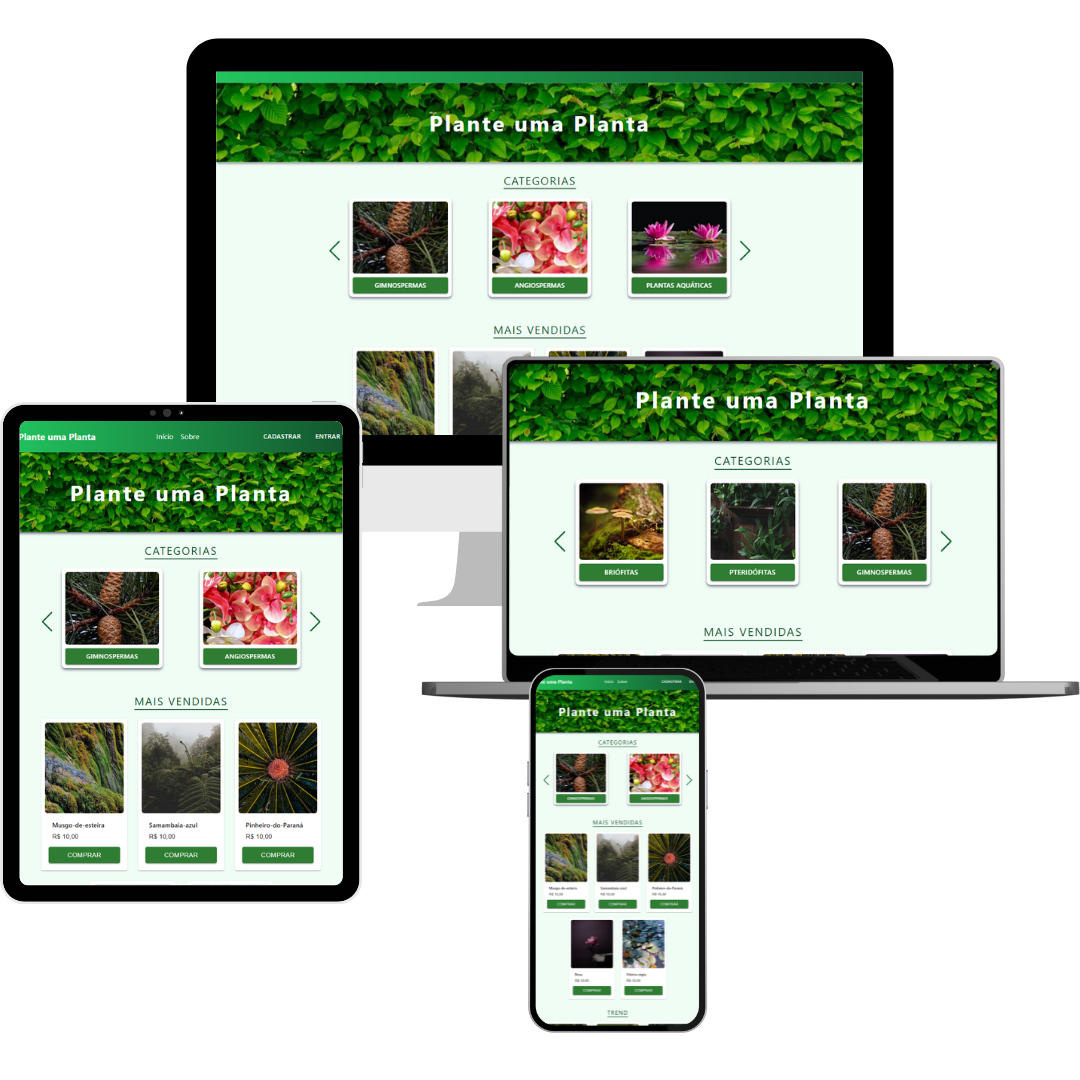 Plante uma Planta
CATEGORIAS
GIMNOSPERMAS
ANGIOSPERMAS
PLANTAS AQUÁTICAS
MAIS VENDIDAS
Plante uma Planta
CATEGORIAS
BRIÓFITAS
PTERIDÓFITAS
GIMNOSPERMAS
MAIS VENDIDAS
Plante uma Planta Início Sobre CADASTRAR ENTRAR
Plante uma Planta
CATEGORIAS
GIMNOSPERMAS
ANGIOSPERMAS
MAIS VENDIDAS
Musgo-de-esteira
R$ 10,00
COMPRAR
Samambaia-azul
R$ 10,00
COMPRAR
Pinheiro-do-Paraná
R$ 10,00
COMPRAR
uma Planta Início Sobre CADASTRAR
Plante uma Planta
CATEGORIAS
GIMNOSPERMAS
ANGIOSPERMAS
MAIS VENDIDAS
Musgo-de-esteira
R$ 10,00
COMPRAR
Samambaia-azul
R$ 10,00
COMPRAR
Pinheiro-do-Paraná
R$ 10,00
COMPRAR
R$ 10,00
COMPRAR
R$ 10,00
COMPRAR
TREND